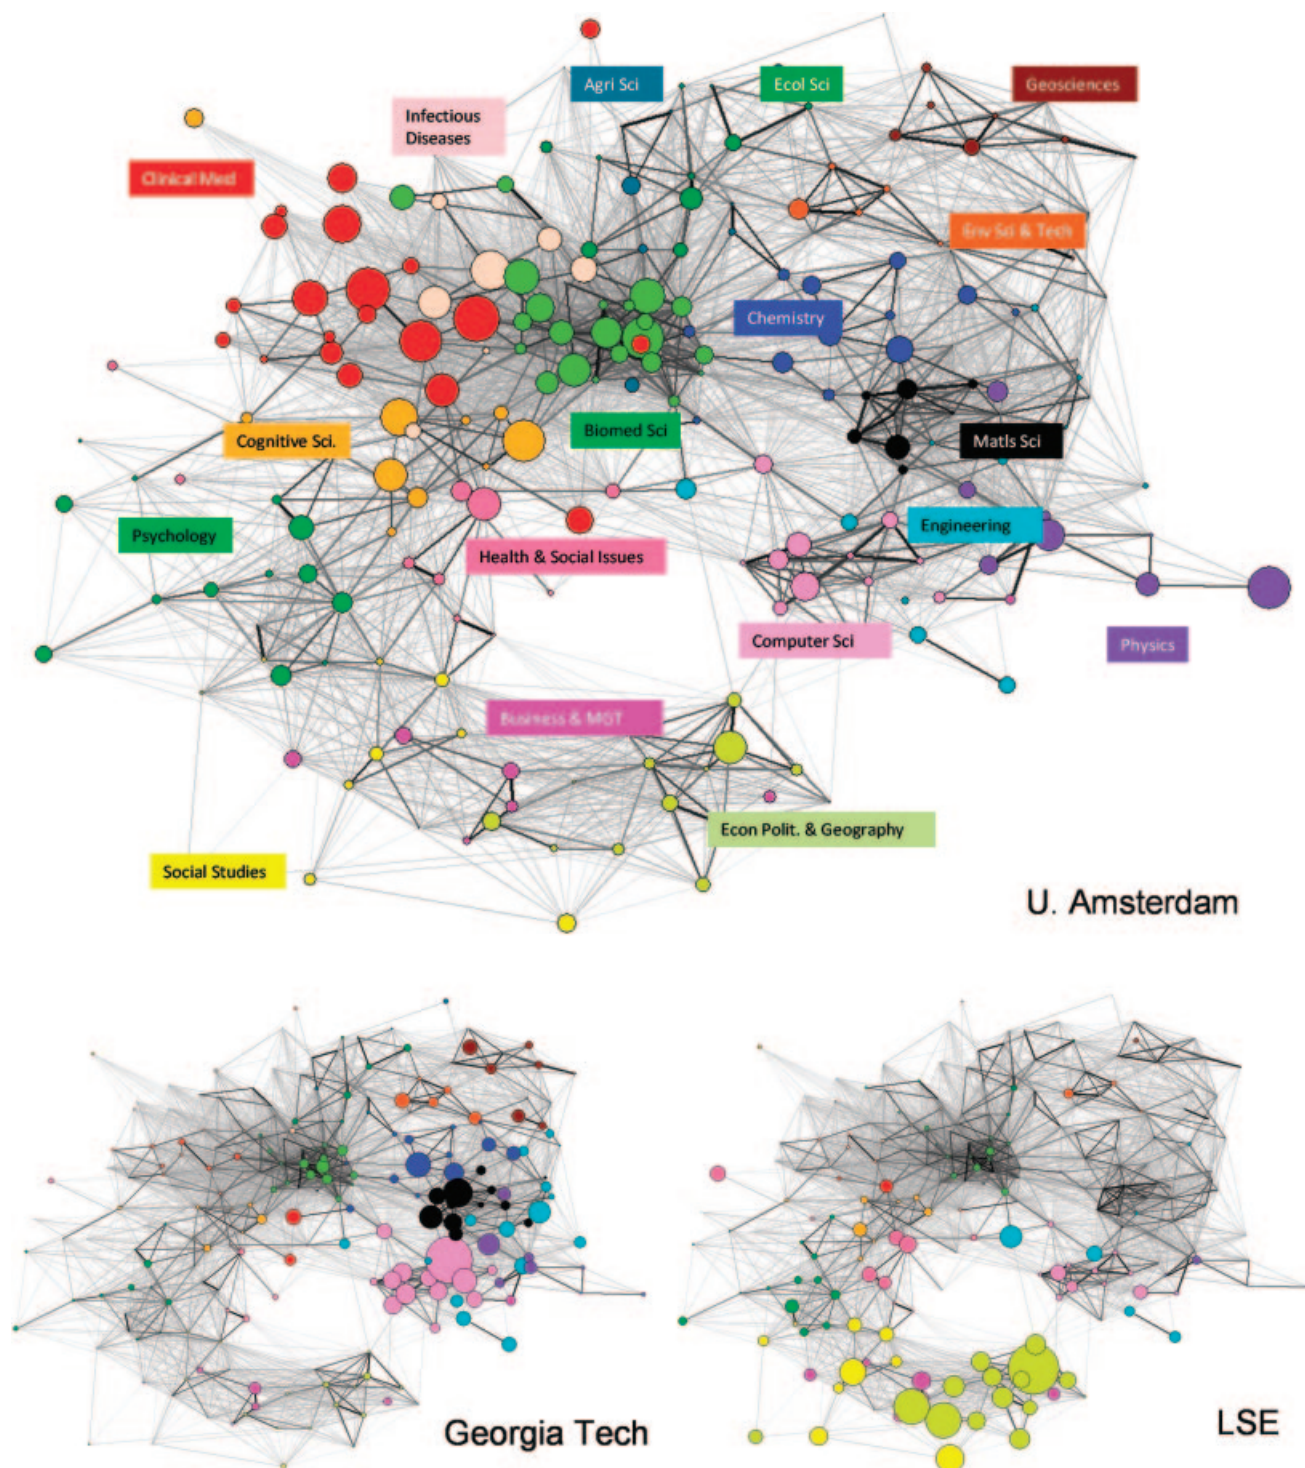 Agri Sci
Ecol Sci
Geosciences
Infectious
Diseases
Clinical Med
Env Sci & Tech
Chemistry
Cognitive Sci.
Biomed Sci
Matls Sci
Psychology
Engineering
Health & Social Issues
Computer Sci
Physics
Business & MGT
Econ Polit. & Geography
Social Studies
U. Amsterdam
Georgia Tech
LSE